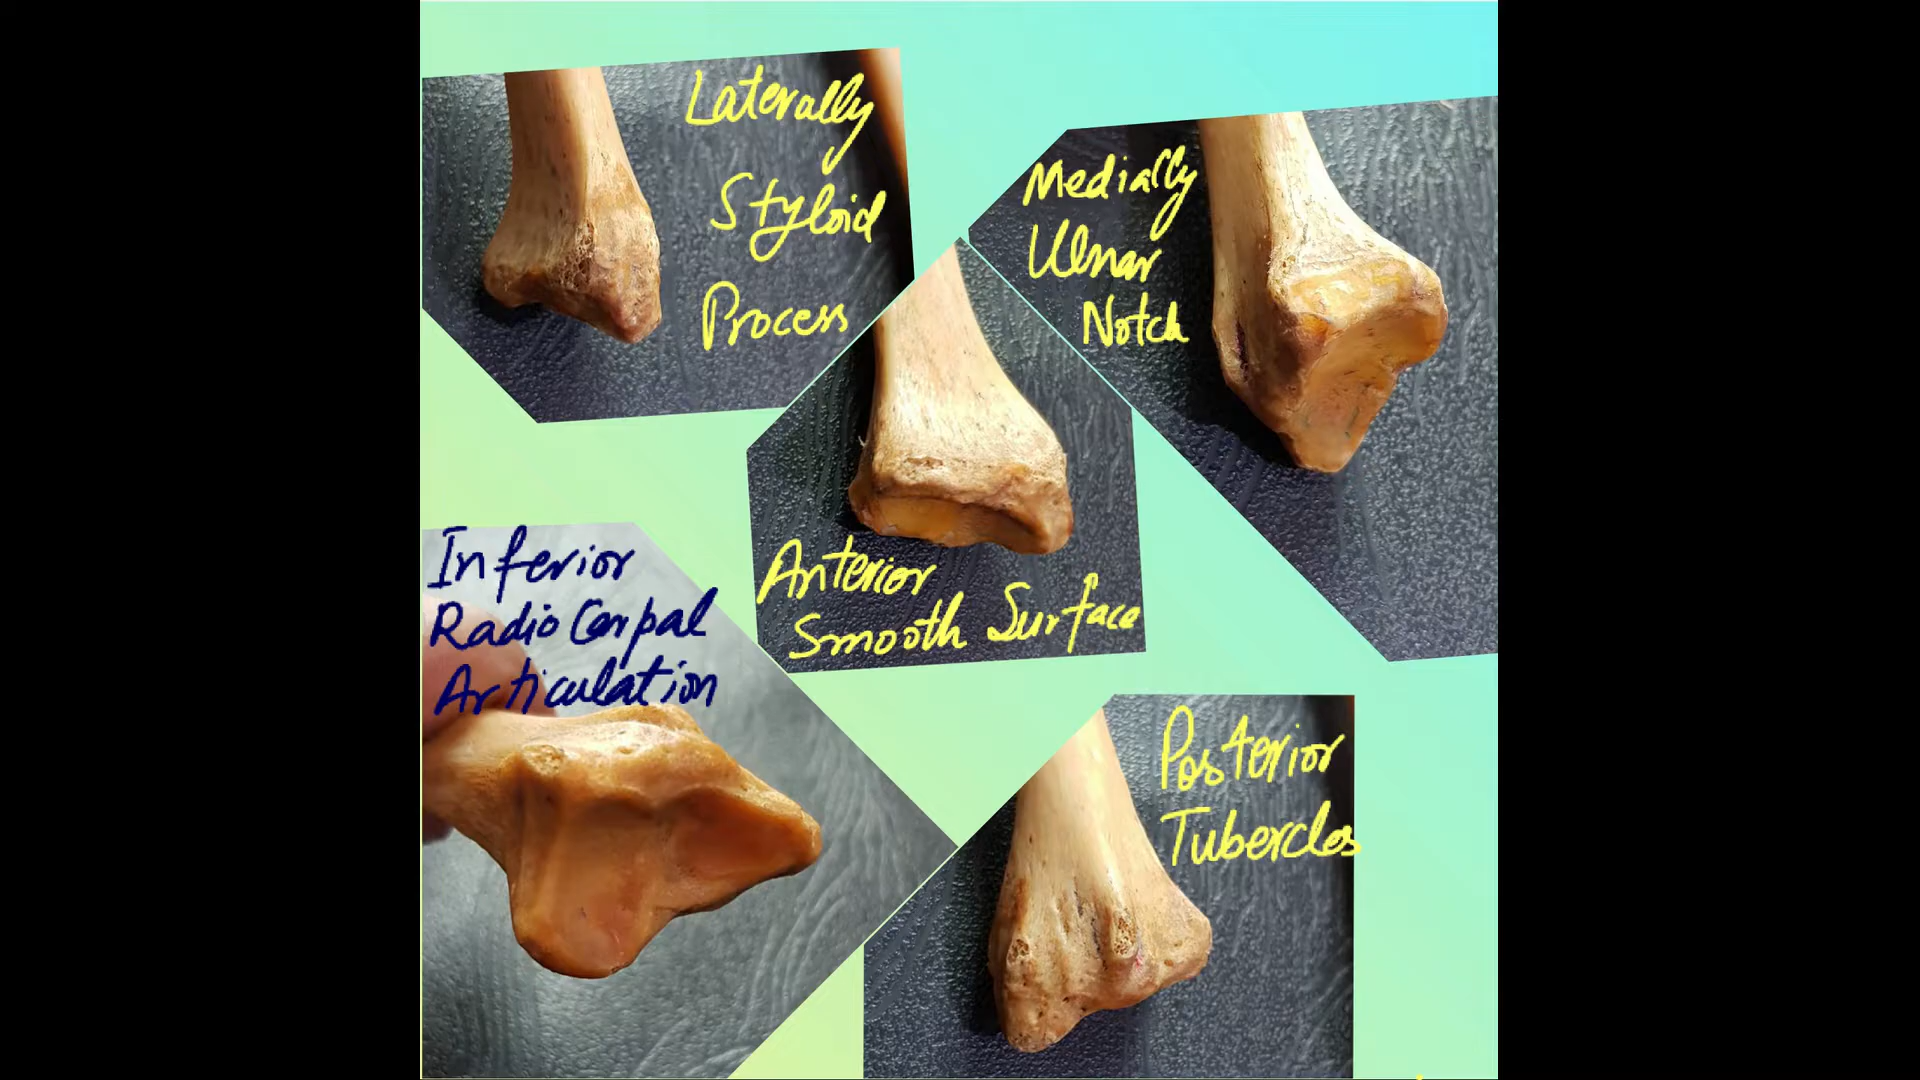 Laterally
Styloid
Process
Medially
Ulnar
Notch
Anterior
Smooth Surface
Inferior
Radio Carpal
Articulation
Posterior
Tubercles